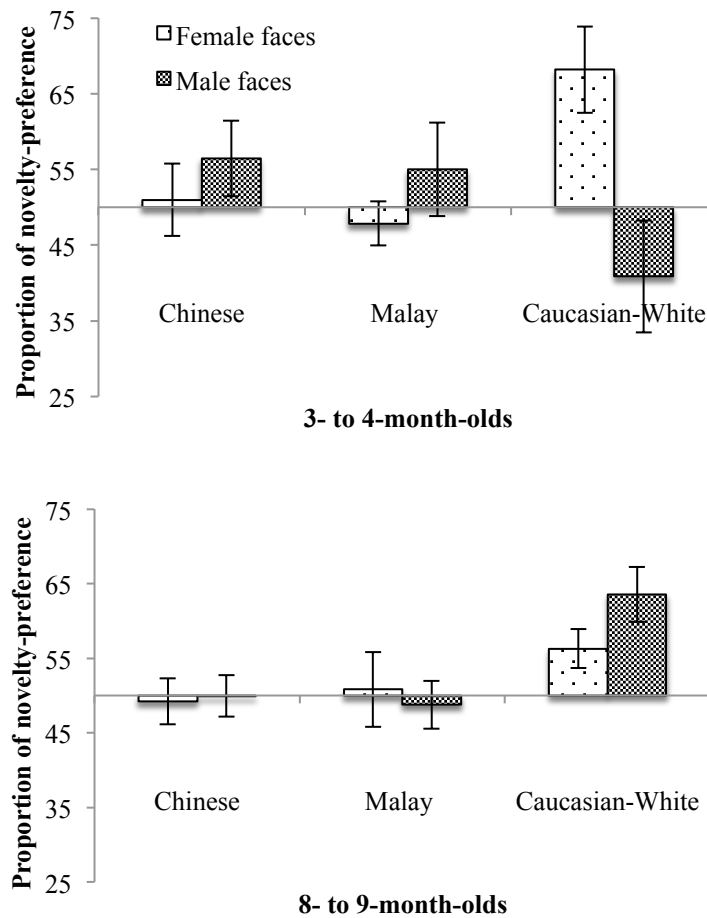 Proportion of novelty-preference
75
65
55
45
35
25
Female faces
Male faces
Chinese Malay Caucasian-White
3- to 4-month-olds
Proportion of novelty-preference
75
65
55
45
35
25
Chinese Malay Caucasian-White
8- to 9-month-olds